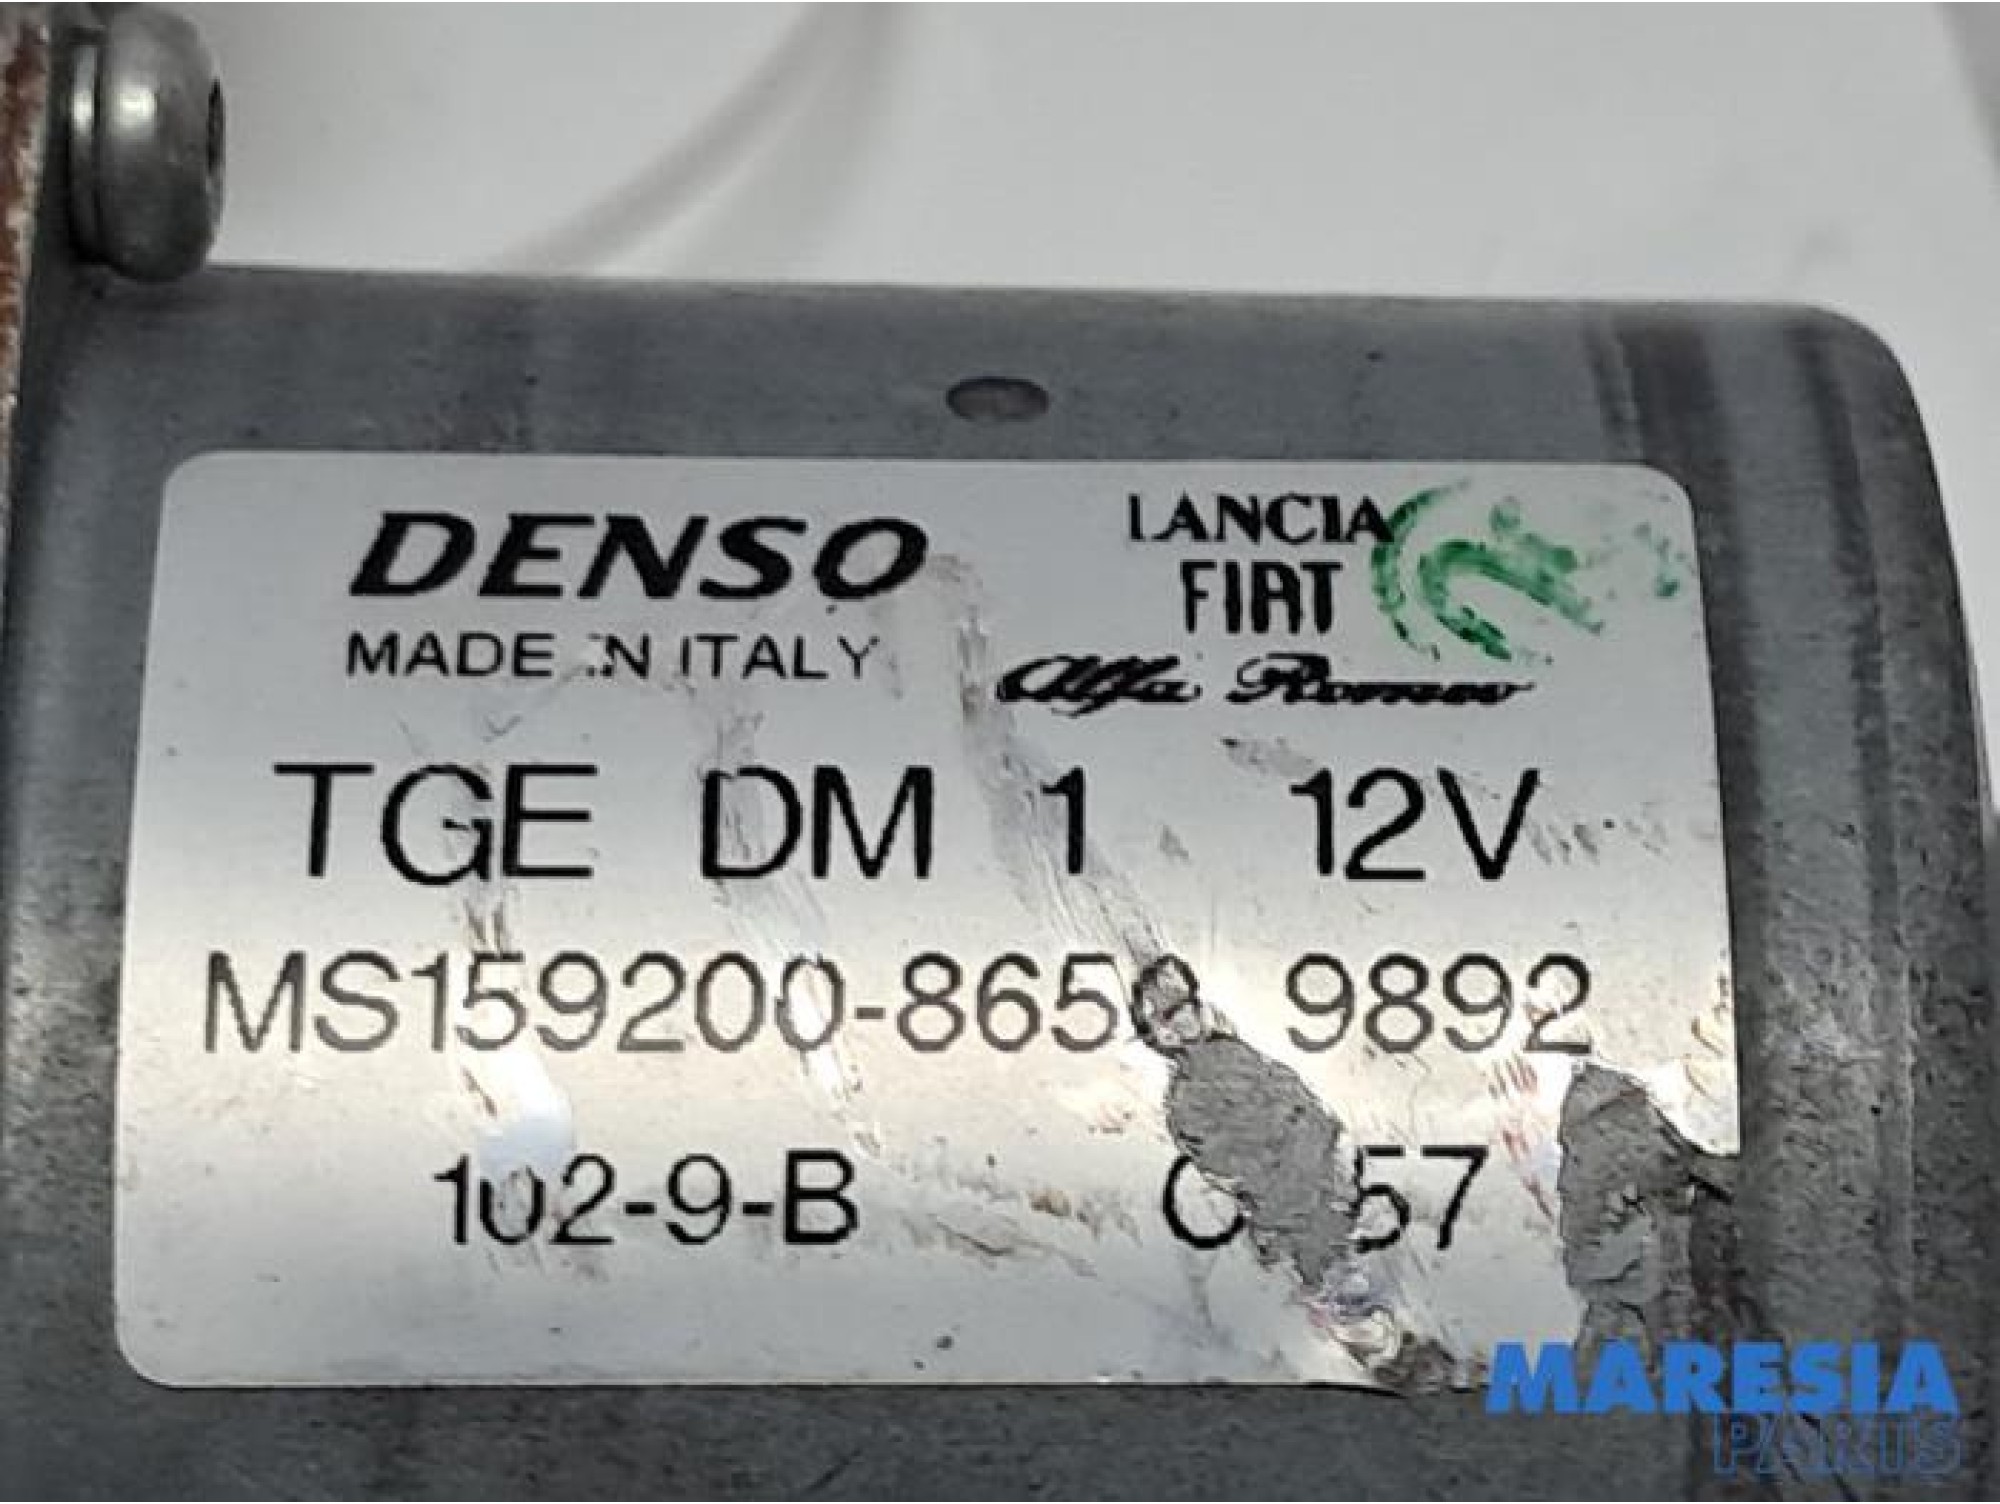 DENSO
MADE IN ITALY
LANCIA
FIAT
Alfa Romeo
TGE DM 1 12V
9892
102-9-B
MARESIA
PARTS